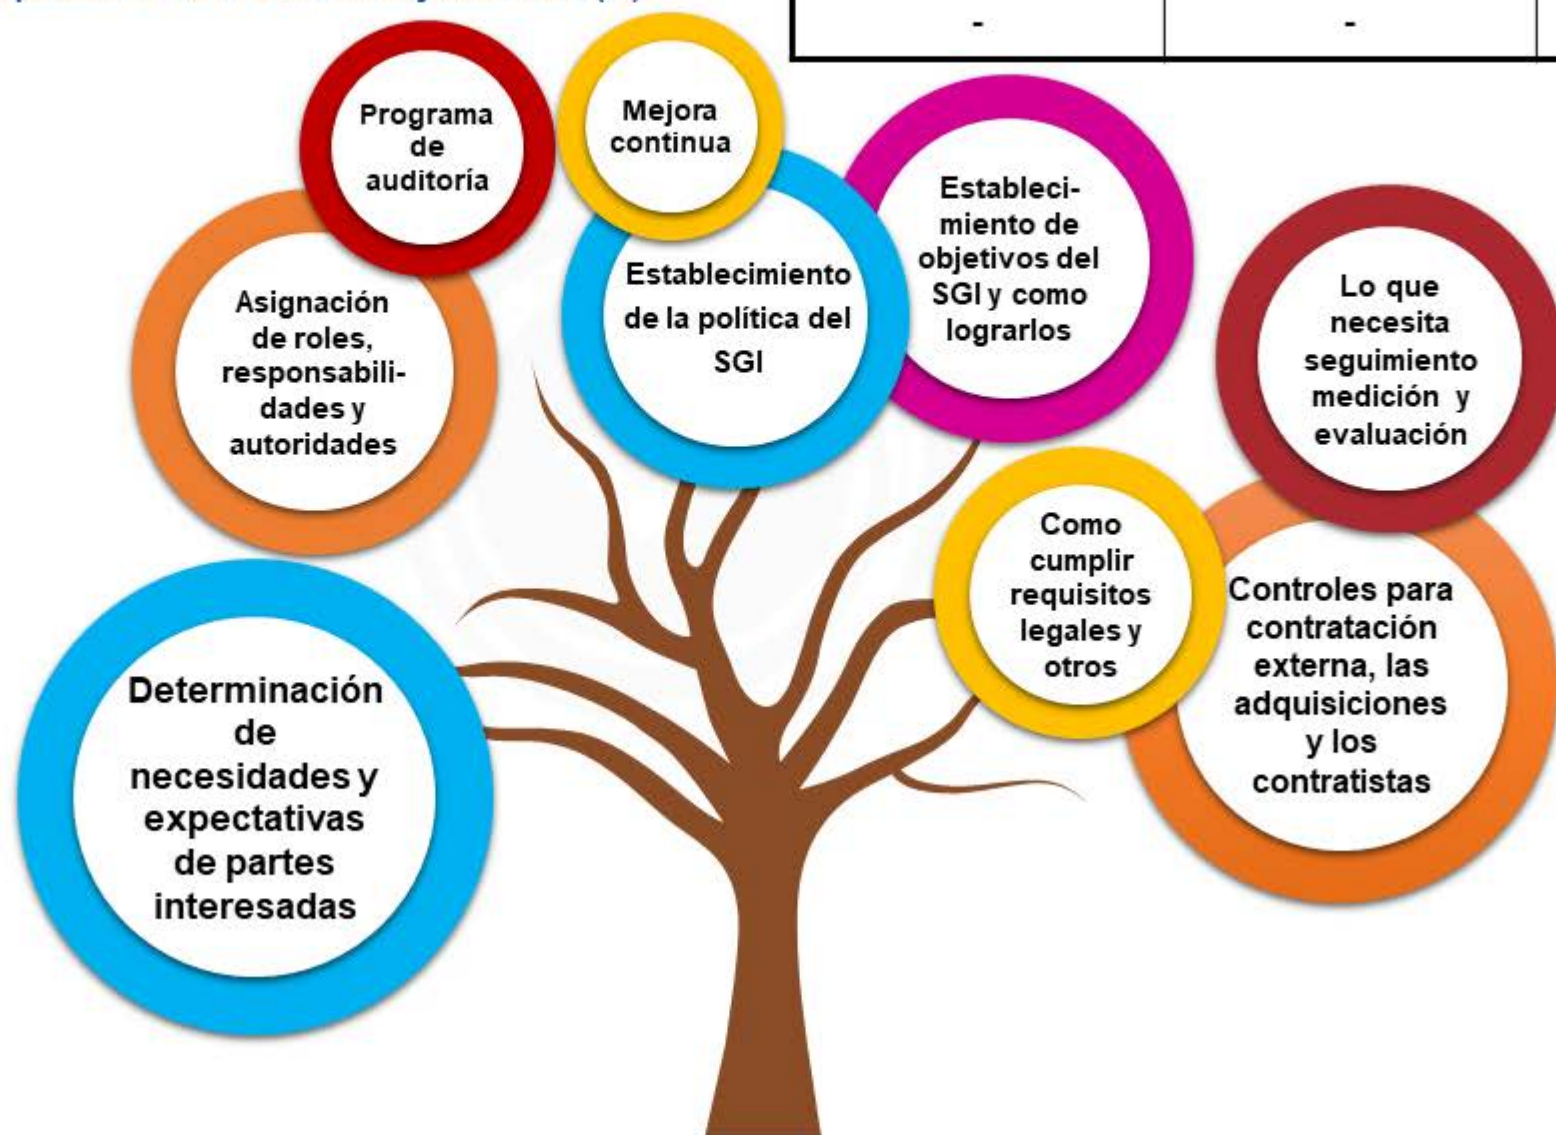 -
-
Programa
de
auditoría
Mejora
continua
Estableci-
miento de
objetivos del
SGI y como
lograrlos
Establecimiento
de la política del
SGI
Asignación
de roles,
responsabili-
dades y
autoridades
Lo que
necesita
seguimiento
medición y
evaluación
Como
cumplir
requisitos
legales y
otros
Controles para
contratación
externa, las
adquisiciones
y los
contratistas
Determinación
de
necesidades y
expectativas
de partes
interesadas